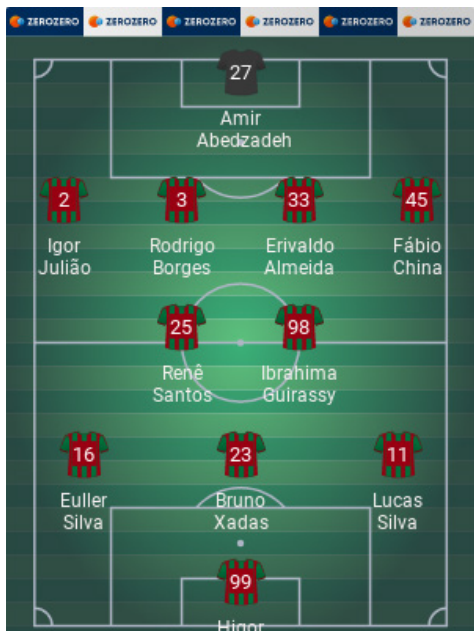 ZEROZERO ZEROZERO ZEROZERO ZEROZERO ZEROZERO ZEROZERO
27
Amir
Abedzadeh
2 3 33 45
Igor Rodrigo Erivaldo Fábio
Julião Borges Almeida China
25 98
Renê Ibrahima
Santos Guirassy
16 23 11
Euller Bruno Lucas
Silva Xadas Silva
99
Higor